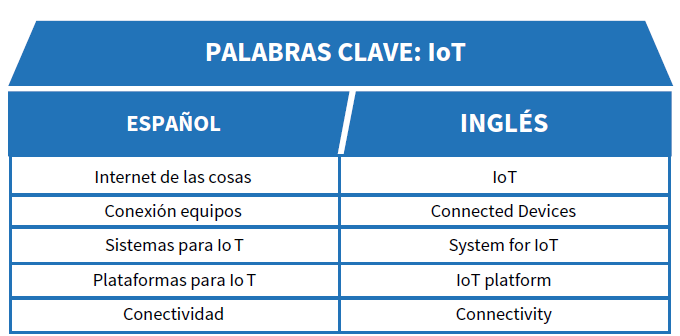 PALABRAS CLAVE: IoT
ESPAÑOL INGLÉS
Internet de las cosas IoT
Conexión equipos Connected Devices
Sistemas para Io T System for IoT
Plataformas para Io T IoT platform
Conectividad Connectivity